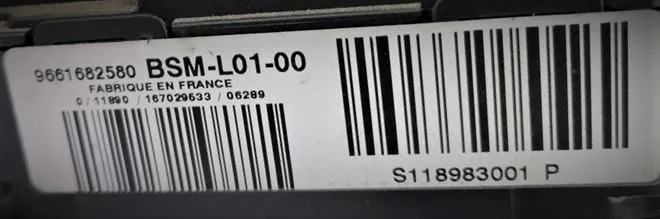 9661682580 BSM-L01-00
FABRIQUE EN FRANCE
0/11890/167029633/06289
S118983001 P